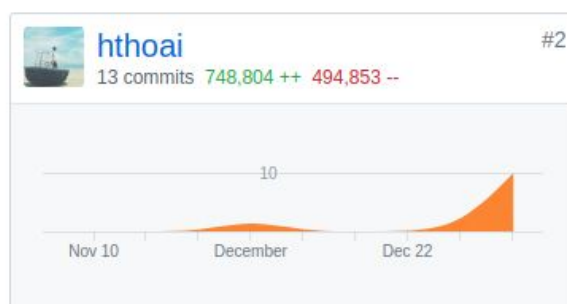 hthoai
#2
13 commits 748,804 ++ 494,853 --
10
Nov 10 December Dec 22